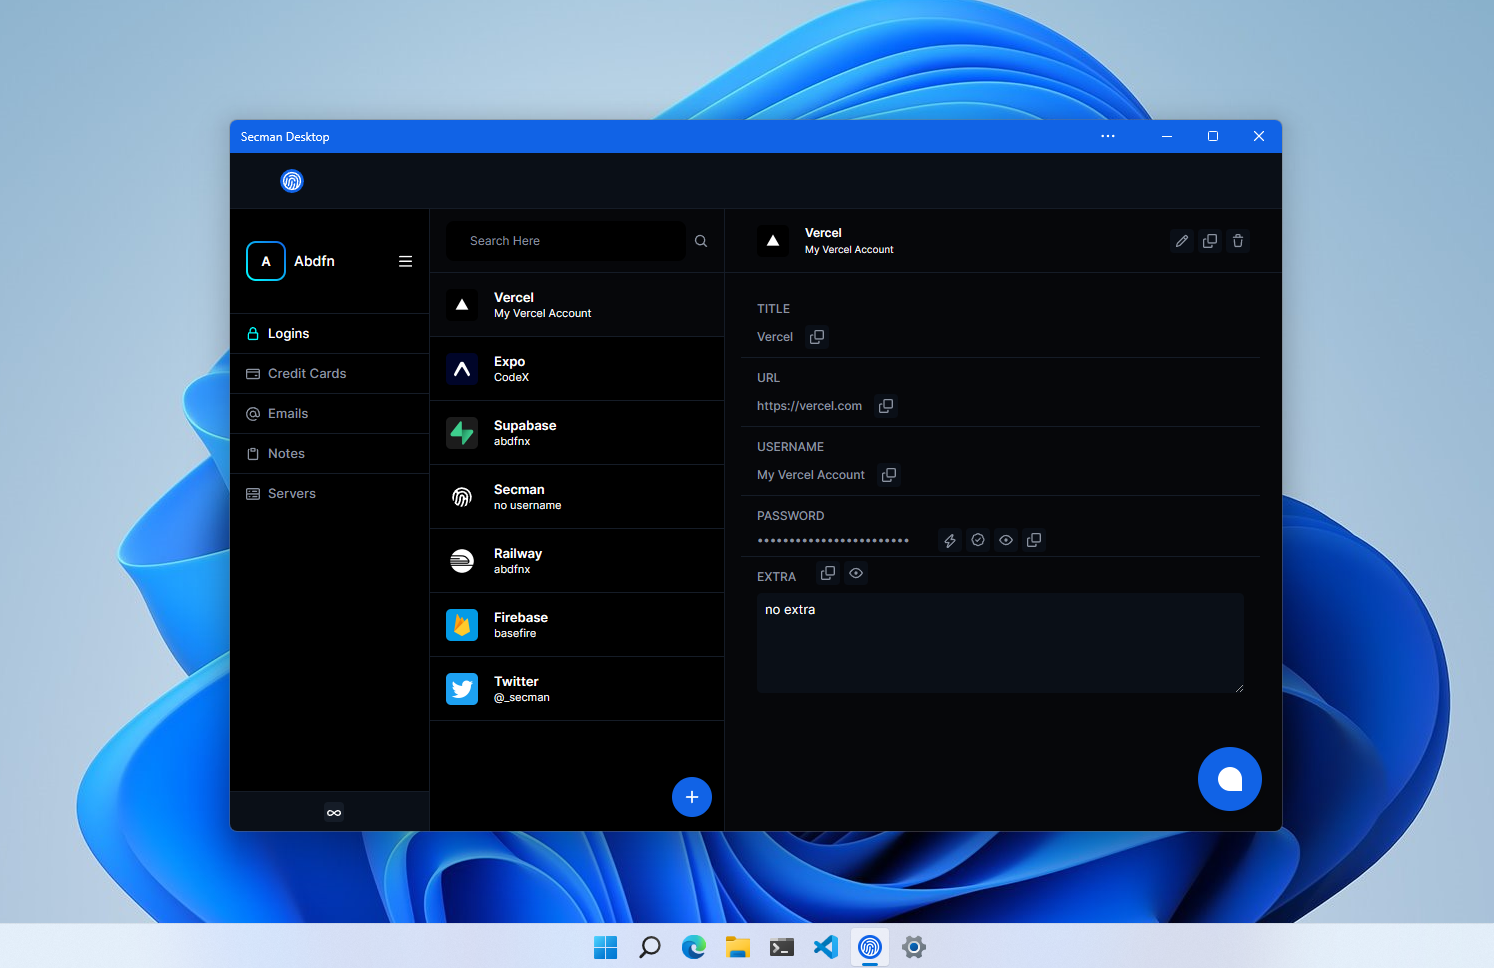 Secman Desktop
A
Abdfn
Logins
Credit Cards
Emails
Notes
Servers
Search Here
Vercel
My Vercel Account
Expo
CodeX
Supabase
abdfnx
Secman
no username
Railway
abdfnx
Firebase
basefire
Twitter
@_secman
Vercel
My Vercel Account
TITLE
Vercel
URL
https://vercel.com
USERNAME
My Vercel Account
PASSWORD
EXTRA
no extra